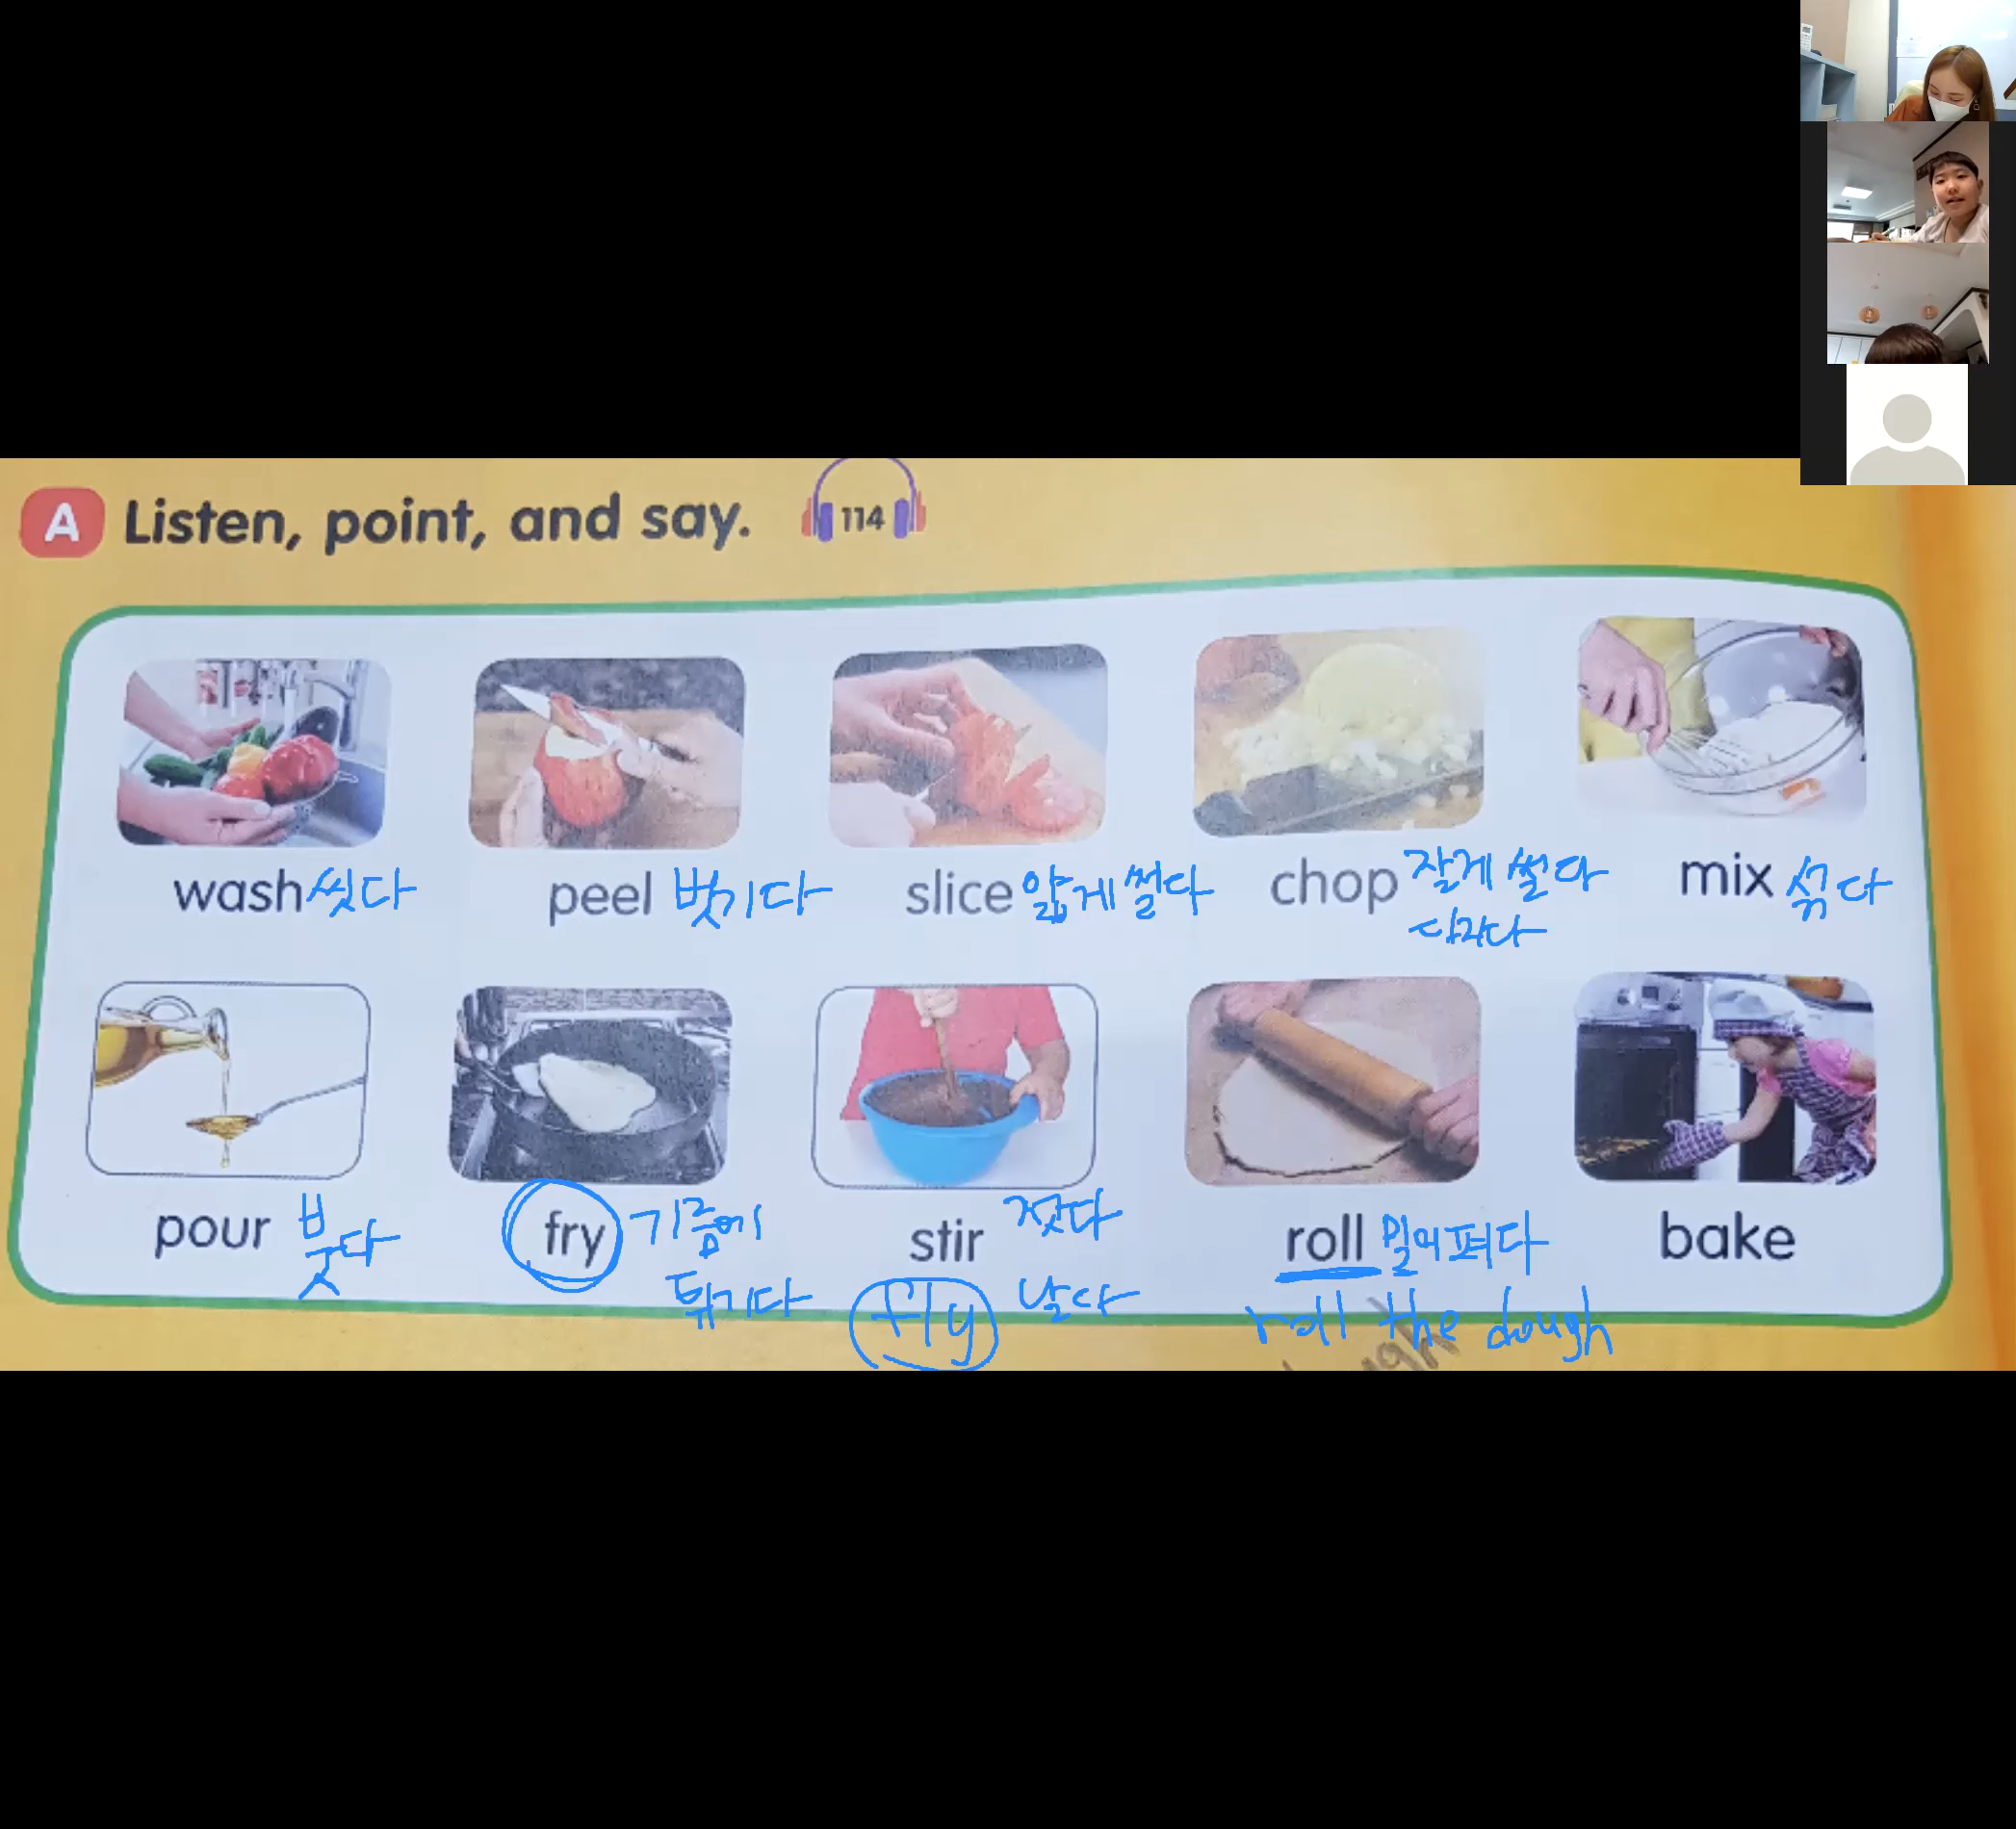 A Listen, point, and say. 114
wash 씻다 peel 벗기다 slice 얇게 썰다 chop 잘게 썰다 mix 섞다
다지다
pour 붓다 fry 기름에 stir 젓다 roll 밀어펴다 bake
튀기다 fly 날다 roll the dough